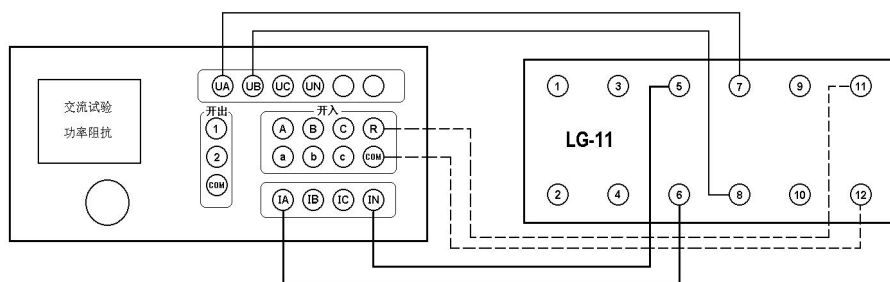 UA UB UC UN
交流试验
功率阻抗
开出
1
2
COM
开入
A B C R
a b c COM
IA IB IC IN
1 3 5 7 9 11
LG-11
2 4 6 8 10 12